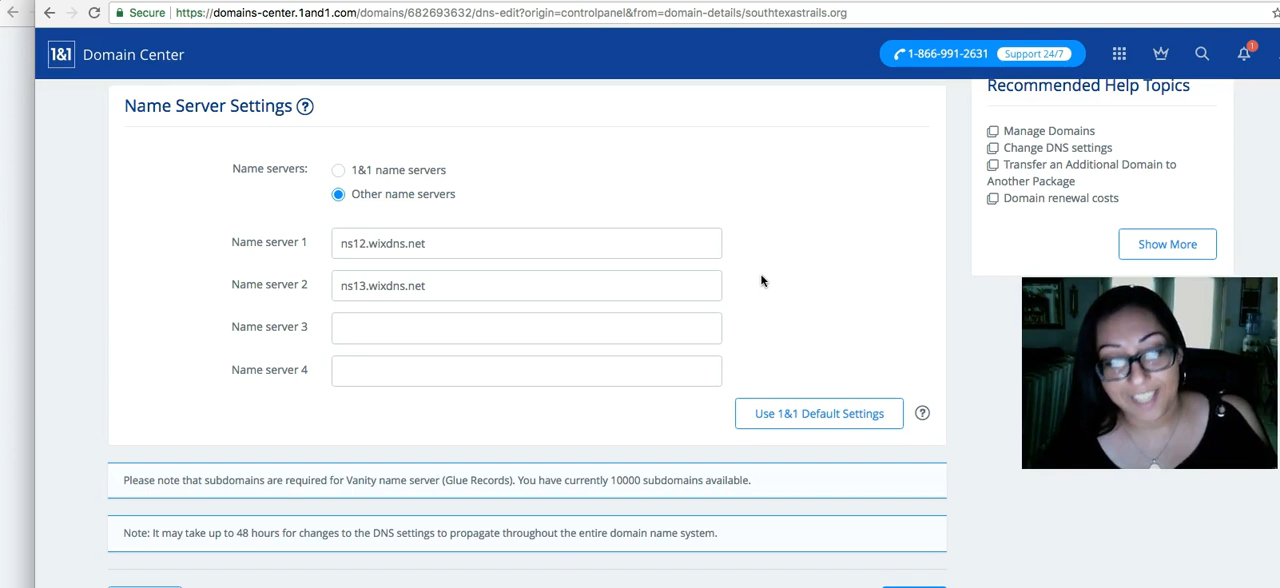 Secure https://domains-center.1and1.com/domains/682693632/dns-edit?origin=controlpanel&from=domain-details/southtexastrails.org
1&1 Domain Center
1-866-991-2631 Support 24/7
1
Name Server Settings ?
Name servers:
1&1 name servers
Other name servers
Name server 1
ns12.wixdns.net
Name server 2
ns13.wixdns.net
Name server 3
Name server 4
Use 1&1 Default Settings ?
Please note that subdomains are required for Vanity name server (Glue Records). You have currently 10000 subdomains available.
Note: It may take up to 48 hours for changes to the DNS settings to propagate throughout the entire domain name system.
Recommended Help Topics
Manage Domains
Change DNS settings
Transfer an Additional Domain to
Another Package
Domain renewal costs
Show More